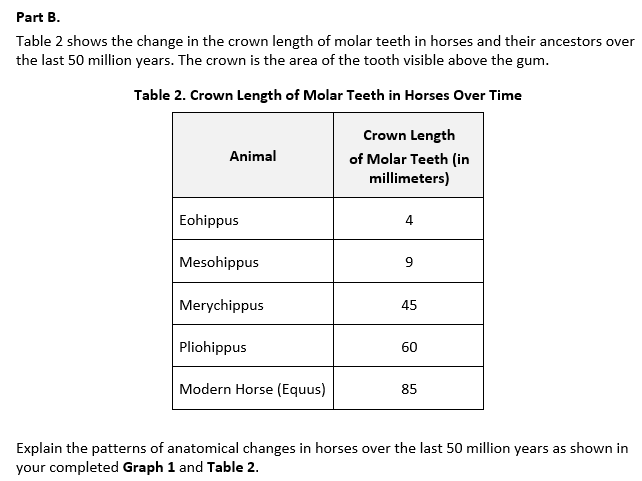 Part B.
Table 2 shows the change in the crown length of molar teeth in horses and their ancestors over
the last 50 million years. The crown is the area of the tooth visible above the gum.
Table 2. Crown Length of Molar Teeth in Horses Over Time
Animal
Crown Length
of Molar Teeth (in
millimeters)
Eohippus 4
Mesohippus 9
Merychippus 45
Pliohippus 60
Modern Horse (Equus) 85
Explain the patterns of anatomical changes in horses over the last 50 million years as shown in
your completed Graph 1 and Table 2.